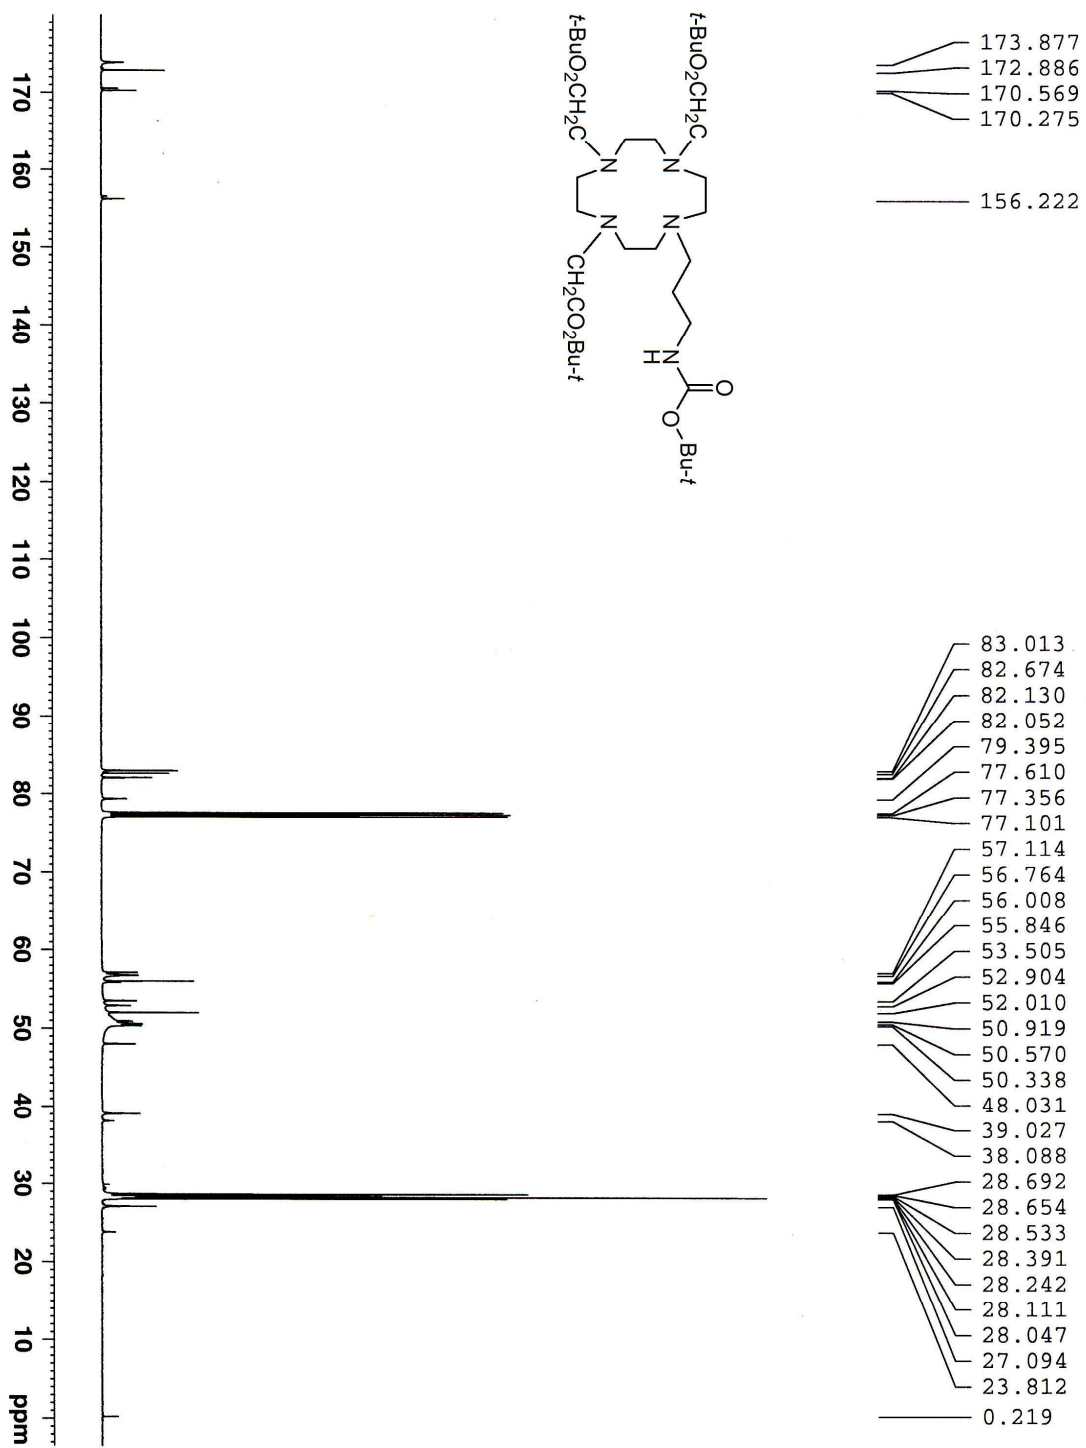 173.877
172.886
170.569
170.275
156.222
83.013
82.674
82.130
82.052
79.395
77.610
77.356
77.101
57.114
56.764
56.008
55.846
53.505
52.904
52.010
50.919
50.570
50.338
48.031
39.027
38.088
28.692
28.654
28.533
28.391
28.242
28.111
28.047
27.094
23.812
0.219
t-BuO2CH2C
t-BuO2CH2C
N
N
N
N
CH2CO2Bu-t
N
H
O
O
Bu-t
170 160 150 140 130 120 110 100 90 80 70 60 50 40 30 20 10 ppm